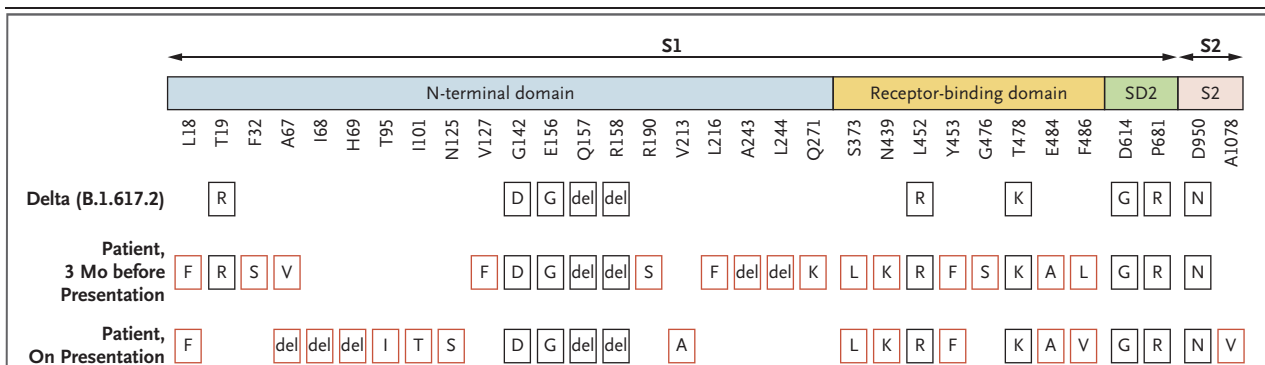 S1 S2
N-terminal domain Receptor-binding domain SD2 S2
L18 T19 F32 A67 I68 H69 T95 I101 N125 V127 G142 E156 Q157 R158 R190 V213 L216 A243 L244 Q271 S373 N439 L452 Y453 G476 T478 E484 F486 D614 P681 D950 A1078
Delta (B.1.617.2) R D G del del R K G R N
Patient,
3 Mo before F R S V F D G del del S F del del K L K R F S K A L G R N
Presentation
Patient,
On Presentation F del del del I T S D G del del A L K R F K A V G R N V